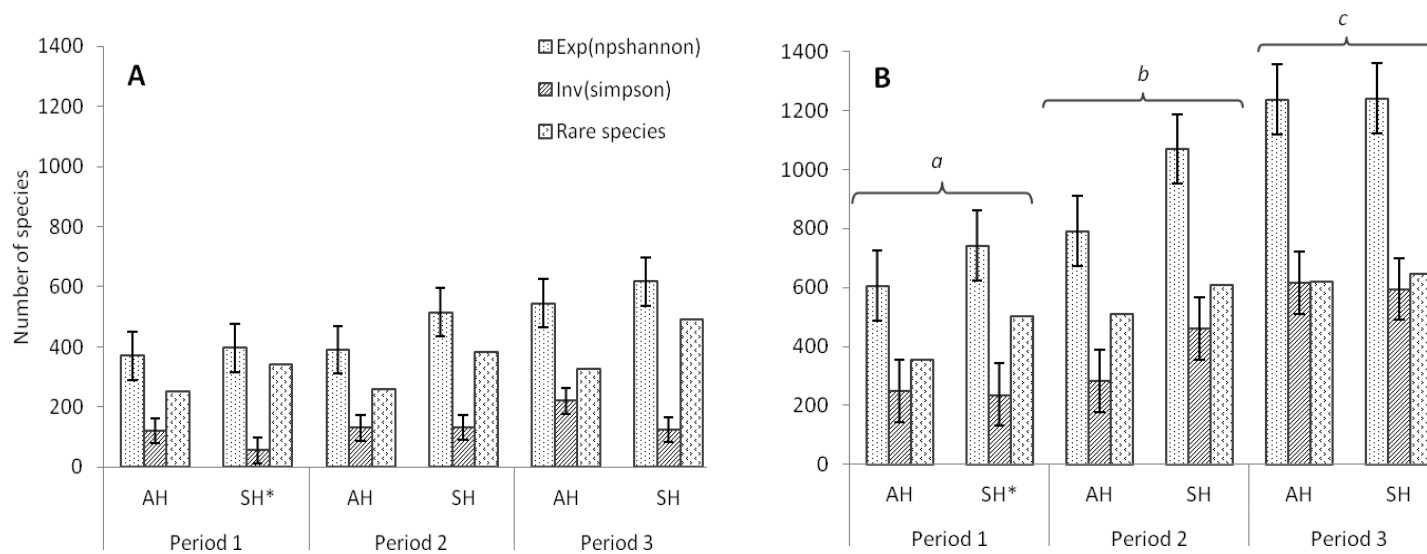 Number of species
1400
1200
1000
800
600
400
200
0
A
Exp(npshannon)
Inv(simpson)
Rare species
AH SH* AH SH AH SH
Period 1 Period 2 Period 3
1400
1200
1000
800
600
400
200
0
B
a
b
c
AH SH* AH SH AH SH
Period 1 Period 2 Period 3